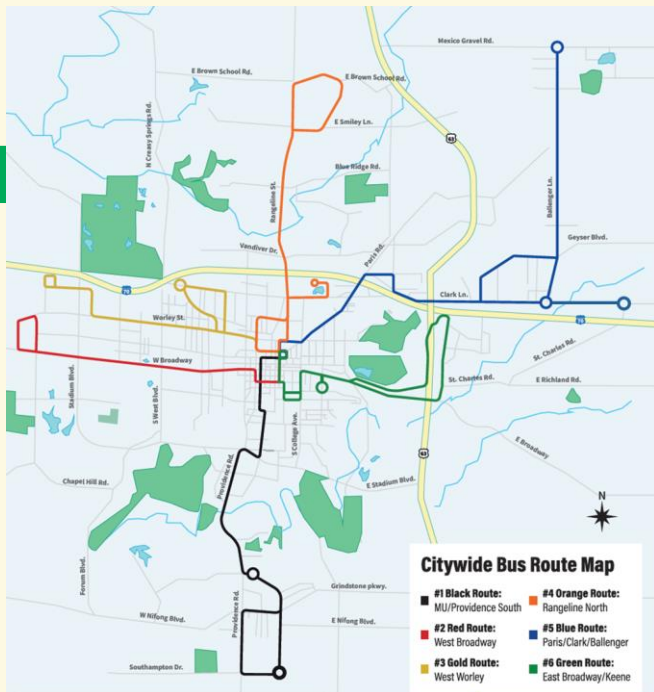 Mexico Gravel Rd.
E Brown School Rd.
E Brown School Rd.
N Creasy Springs Rd.
E Smiley Ln.
63
Blue Ridge Rd.
Rangeline St.
Ballenger Ln.
Vandiver Dr.
Paris Rd.
Geyser Blvd.
70
Clark Ln.
Worley St.
70
W Broadway
St. Charles Rd.
St. Charles Rd.
E Richland Rd.
Stadium Blvd.
S West Blvd.
S College Ave.
E Broadway
63
Chapel Hill Rd.
Providence Rd.
E Stadium Blvd.
N
Forum Blvd.
Grindstone pkwy.
W Nifong Blvd.
Providence Rd.
E Nifong Blvd.
Southampton Dr.
Citywide Bus Route Map
#1 Black Route:
MU/Providence South
#2 Red Route:
West Broadway
#3 Gold Route:
West Worley
#4 Orange Route:
Rangeline North
#5 Blue Route:
Paris/Clark/Ballenger
#6 Green Route:
East Broadway/Keene